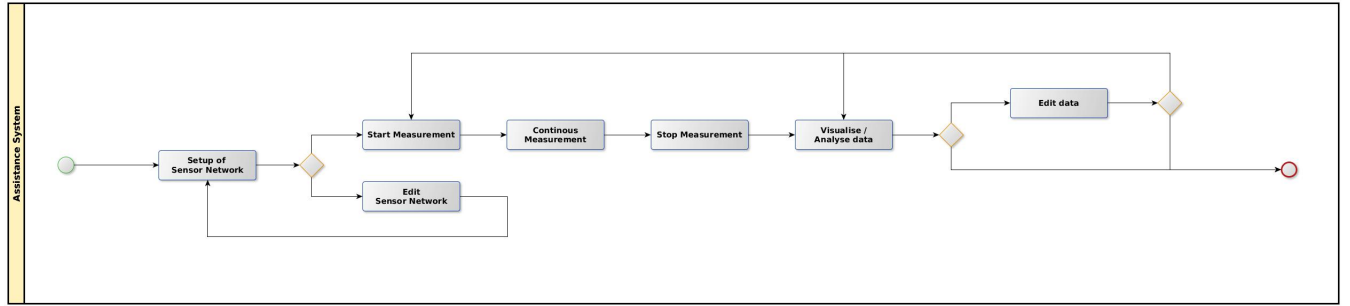 Assistance System
Setup of
Sensor Network
Start Measurement
Edit
Sensor Network
Continous
Measurement
Stop Measurement
Visualise /
Analyse data
Edit data